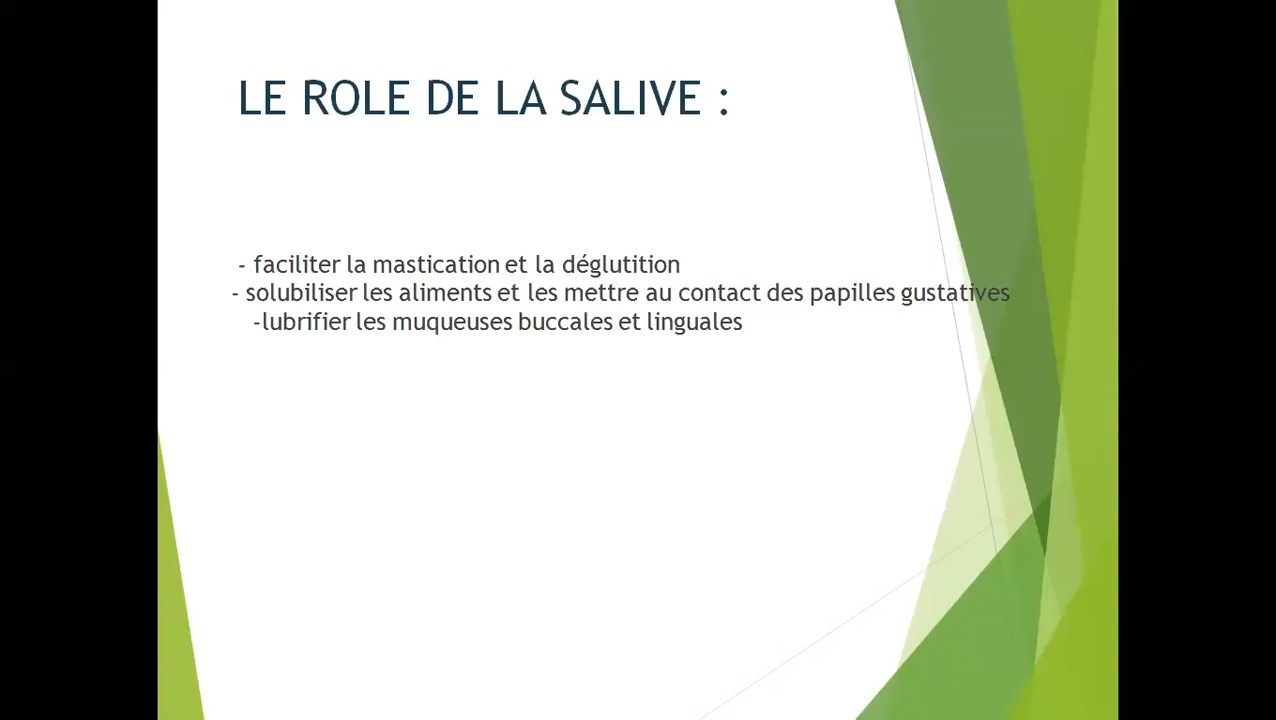 LE ROLE DE LA SALIVE :
- faciliter la mastication et la déglutition
- solubiliser les aliments et les mettre au contact des papilles gustatives
-lubrifier les muqueuses buccales et linguales